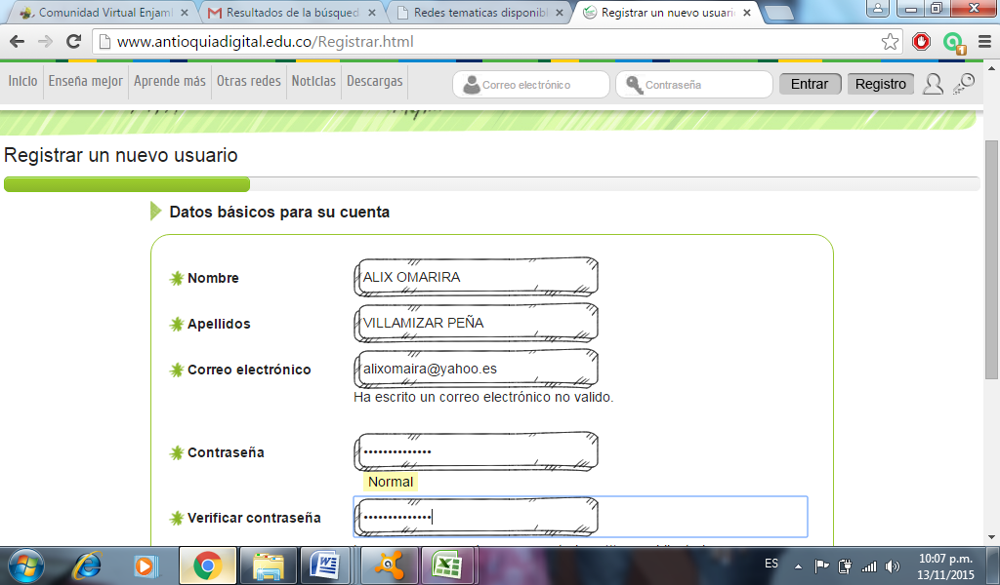 Comunidad Virtual Enjam
Resultados de la búsqued
Redes tematicas disponibl
Registrar un nuevo usuari
www.antioquiadigital.edu.co/Registrar.html
1
Inicio Enseña mejor Aprende más Otras redes Noticias Descargas Correo electrónico Contraseña Entrar Registro
Registrar un nuevo usuario
Datos básicos para su cuenta
Nombre ALIX OMARIRA
Apellidos VILLAMIZAR PEÑA
Correo electrónico alixomaira@yahoo.es
Ha escrito un correo electrónico no valido.
Contraseña ••••••••••••••
Normal
Verificar contraseña ••••••••••••••
ES
10:07 p.m.
13/11/2015